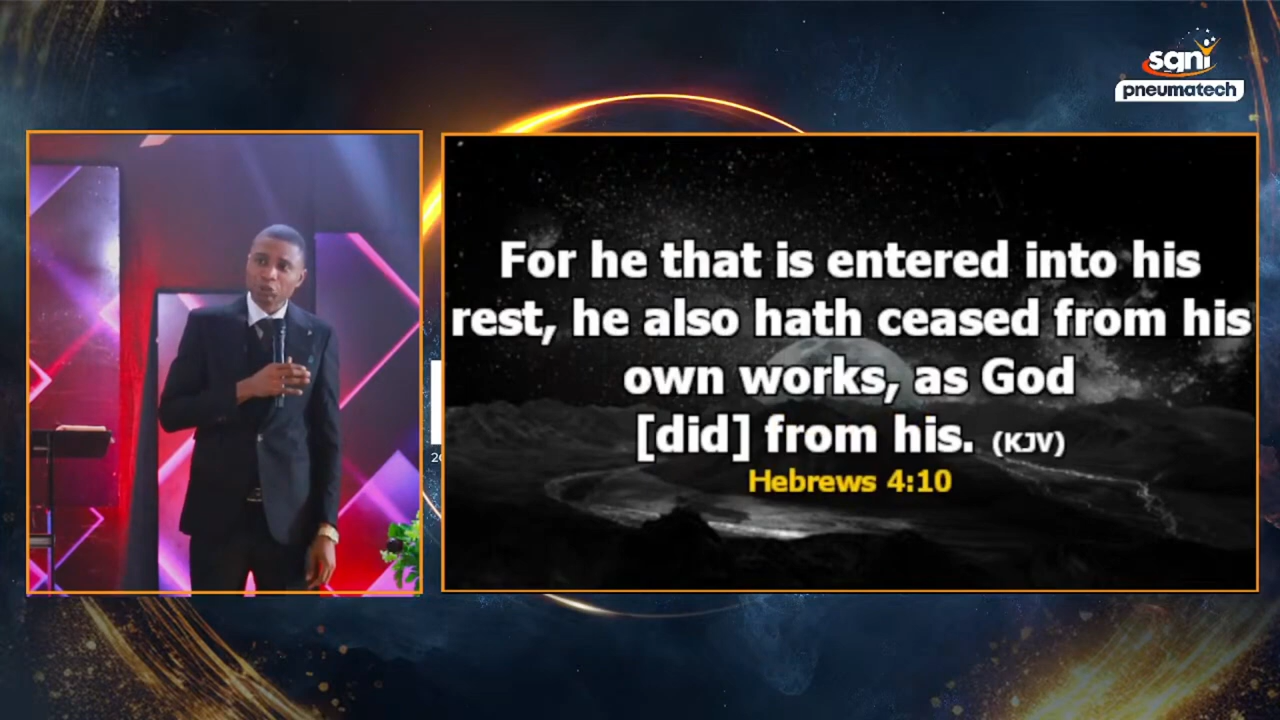 sgni
pneumatech
For he that is entered into his
rest, he also hath ceased from his
own works, as God
[did] from his. (KJV)
Hebrews 4:10